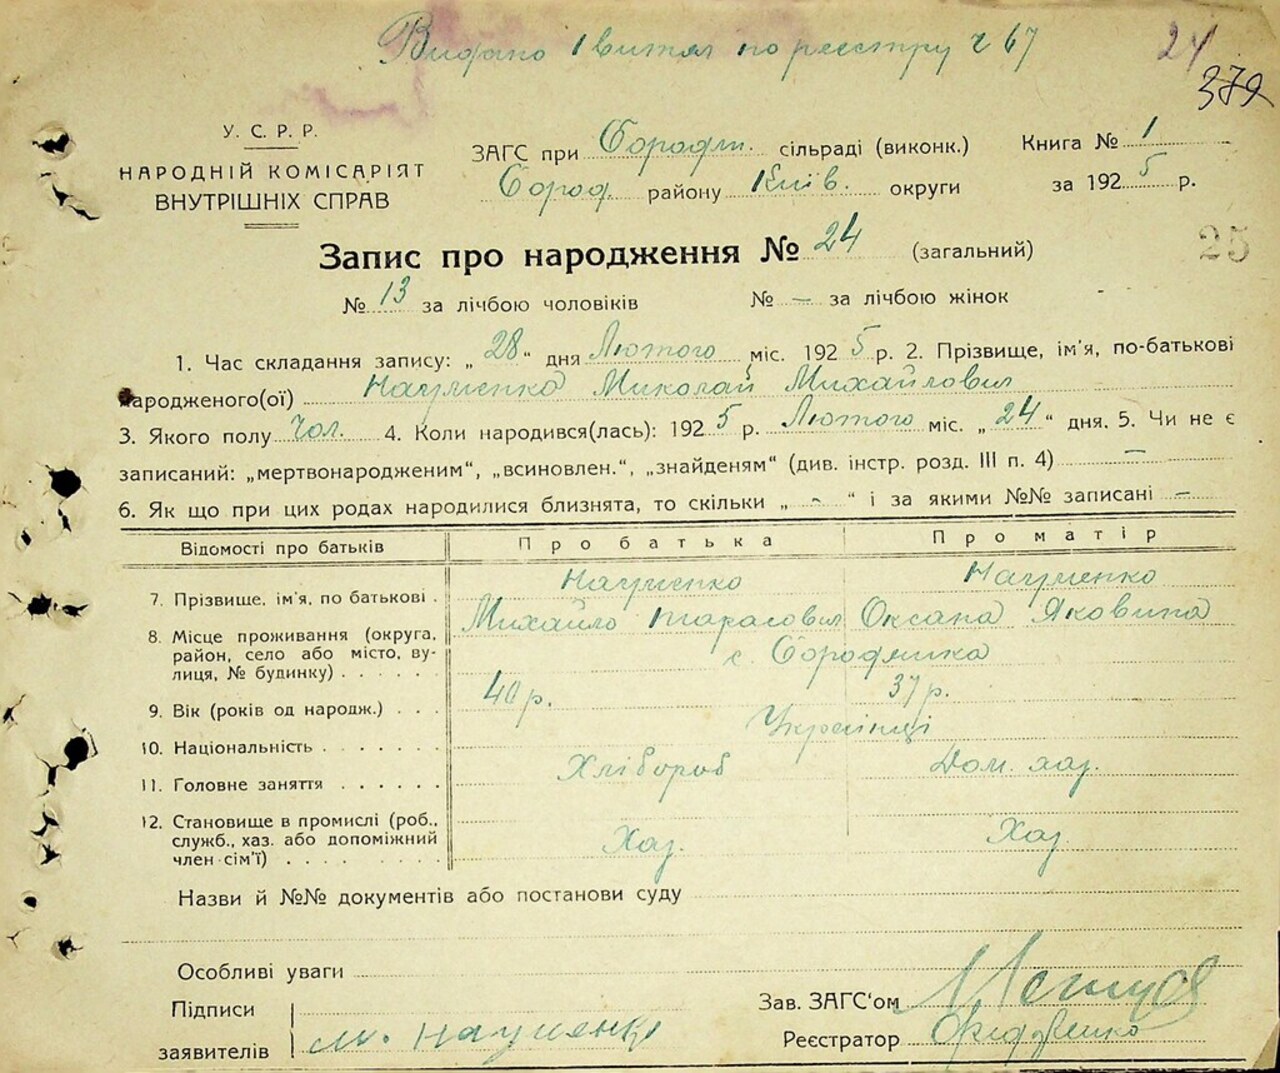 Видано 1 витяг по реєстру ч 67
24
379
У. С. Р. Р.
НАРОДНІЙ КОМІСАРІЯТ
ВНУТРІШНІХ СПРАВ
ЗАГС при Бородян. сільраді (виконк.) Книга № 1
Бород. району Київ. округи за 1925 р.
Запис про народження № 24 (загальний)
25
№ 13 за лічбою чоловіків № — за лічбою жінок
1. Час складання запису: „28“ дня Лютого міс. 1925 р. 2. Прізвище, ім'я, по-батькові
народженого(ої) Науменко Миколай Михайлович
3. Якого полу Чол. 4. Коли народився(лась): 1925 р. Лютого міс. „24“ дня. 5. Чи не є
записаний: „мертвонародженим“, „всиновлен.“, „знайденям“ (див. інстр. розд. III п. 4) —
6. Як що при цих родах народилися близнята, то скільки „ - “ і за якими №№ записані —
Відомості про батьків Про батька Про матір
7. Прізвище, ім'я, по батькові . Науменко Науменко
Михайло Тарасович Оксана Яковина
8. Місце проживання (округа, район, село або місто, вулиця, № будинку) . . . . . с. Бородянка
9. Вік (років од народж.) . . . 40 р. 37 р.
10. Національність . . . . . . . Українці
11. Головне заняття . . . . . . Хлібороб Дом. хаз.
12. Становище в промислі (роб., служб., хаз. або допоміжний член сім'ї) . . . . . . . . Хаз. Хаз.
Назви й №№ документів або постанови суду
Особливі уваги
Підписи
заявителів М. Науменко
Зав. ЗАГС'ом
Реєстратор